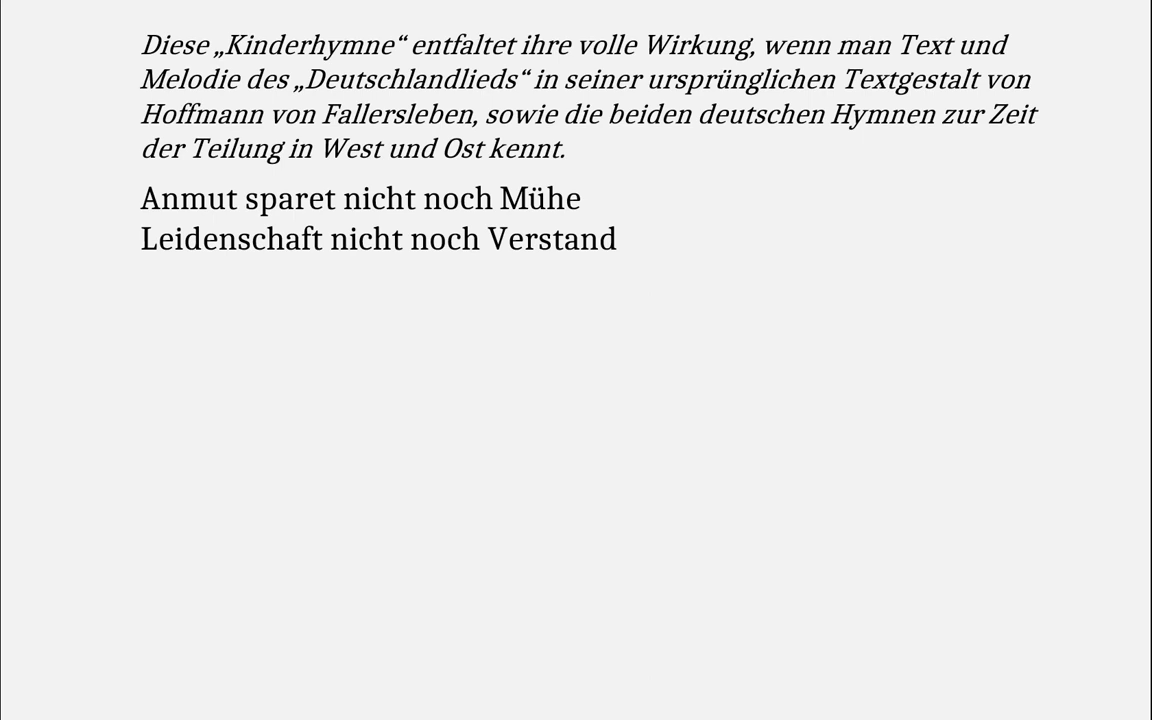 Diese „Kinderhymne“ entfaltet ihre volle Wirkung, wenn man Text und
Melodie des „Deutschlandlieds“ in seiner ursprünglichen Textgestalt von
Hoffmann von Fallersleben, sowie die beiden deutschen Hymnen zur Zeit
der Teilung in West und Ost kennt.
Anmut sparet nicht noch Mühe
Leidenschaft nicht noch Verstand